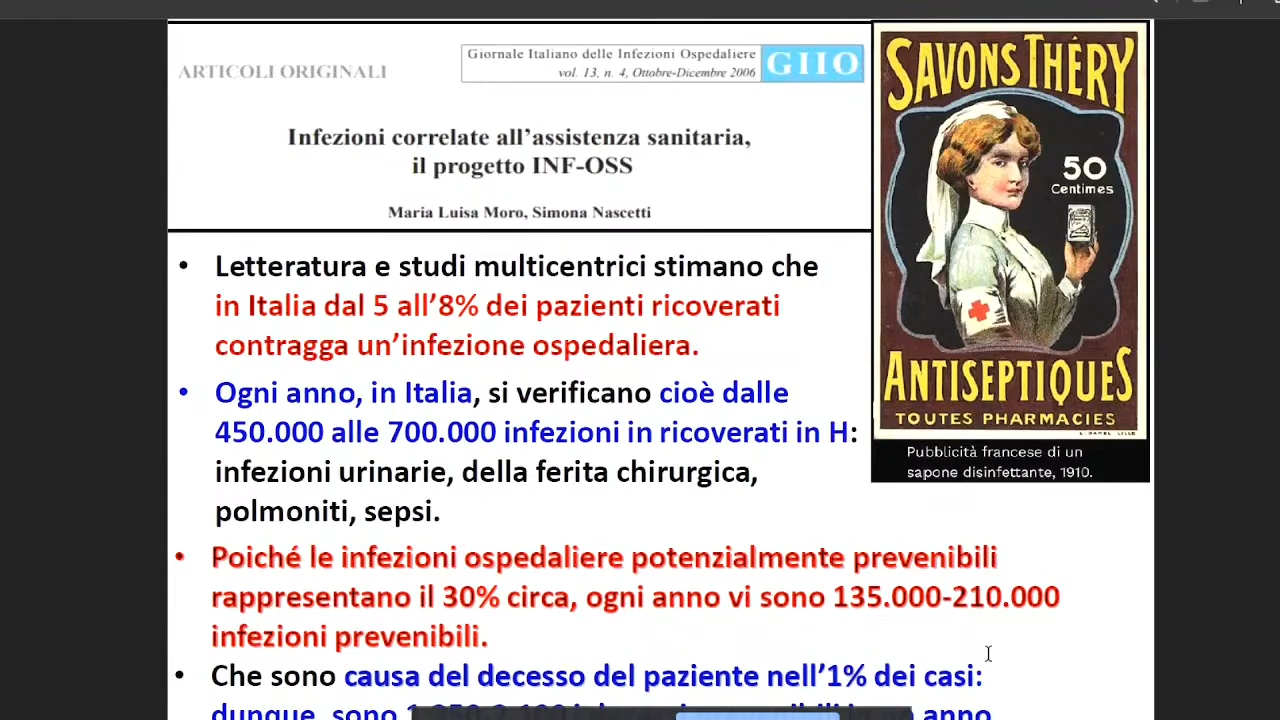 ARTICOLI ORIGINALI
Giornale Italiano delle Infezioni Ospedaliere
vol. 13, n. 4, Ottobre-Dicembre 2006
GIIO
Infezioni correlate all'assistenza sanitaria,
il progetto INF-OSS
Maria Luisa Moro, Simona Nascetti
SAVONS THÉRY
50
Centimes
ANTISEPTIQUES
TOUTES PHARMACIES
Pubblicità francese di un
sapone disinfettante, 1910.
• Letteratura e studi multicentrici stimano che
in Italia dal 5 all'8% dei pazienti ricoverati
contragga un'infezione ospedaliera.
• Ogni anno, in Italia, si verificano cioè dalle
450.000 alle 700.000 infezioni in ricoverati in H:
infezioni urinarie, della ferita chirurgica,
polmoniti, sepsi.
• Poiché le infezioni ospedaliere potenzialmente prevenibili
rappresentano il 30% circa, ogni anno vi sono 135.000-210.000
infezioni prevenibili.
• Che sono causa del decesso del paziente nell'1% dei casi:
dunque, sono
anno